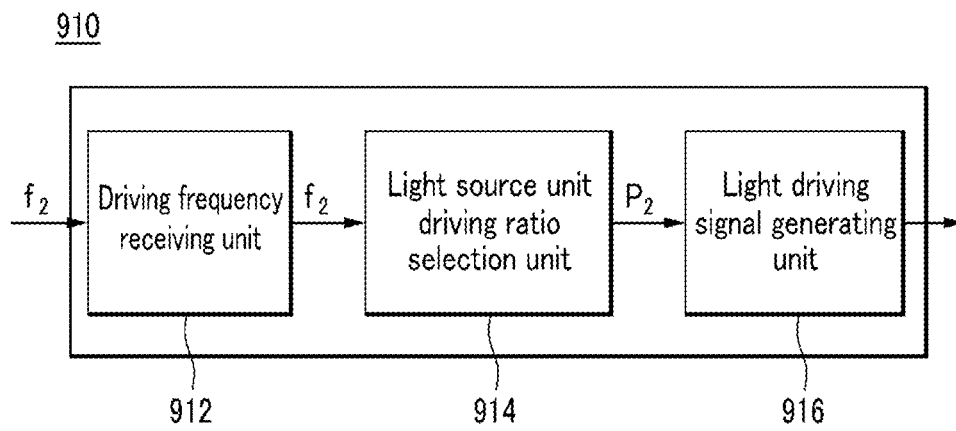 910
f2
Driving frequency
receiving unit
f2
Light source unit
driving ratio
selection unit
P2
Light driving
signal generating
unit
912
914
916